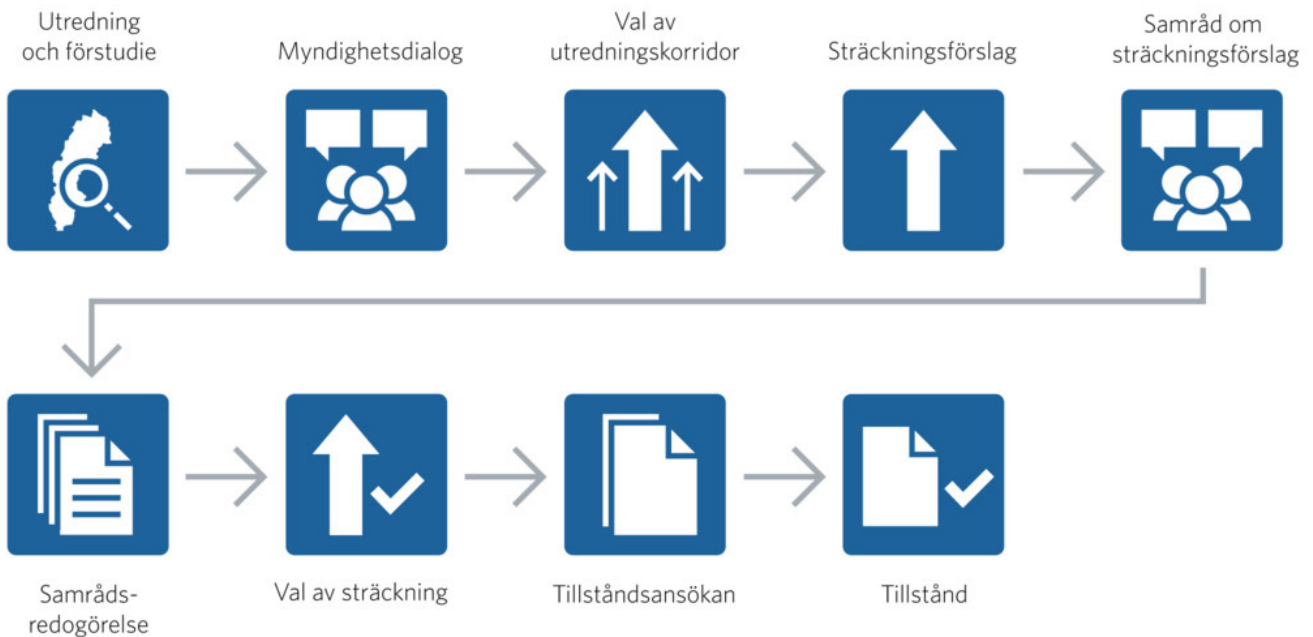 Utredning
och förstudie
Myndighetsdialog
Val av
utredningskorridor
Sträckningsförslag
Samråd om
sträckningsförslag
Samråds-
redogörelse
Val av sträckning
Tillståndsansökan
Tillstånd